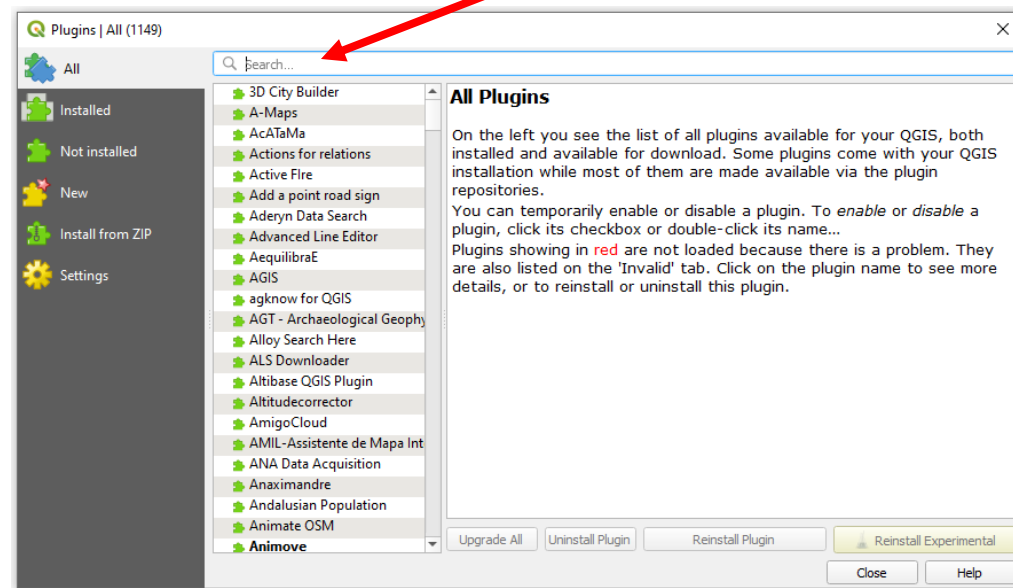 Plugins | All (1149)
All
Installed
Not installed
New
Install from ZIP
Settings
Search...
3D City Builder
A-Maps
AcATaMa
Actions for relations
Active FIre
Add a point road sign
Aderyn Data Search
Advanced Line Editor
AequilibraE
AGIS
agknow for QGIS
AGT - Archaeological Geophy
Alloy Search Here
ALS Downloader
Altibase QGIS Plugin
Altitudecorrector
AmigoCloud
AMIL-Assistente de Mapa Int
ANA Data Acquisition
Anaximandre
Andalusian Population
Animate OSM
Animove
All Plugins
On the left you see the list of all plugins available for your QGIS, both
installed and available for download. Some plugins come with your QGIS
installation while most of them are made available via the plugin
repositories.
You can temporarily enable or disable a plugin. To enable or disable a
plugin, click its checkbox or double-click its name...
Plugins showing in red are not loaded because there is a problem. They
are also listed on the 'Invalid' tab. Click on the plugin name to see more
details, or to reinstall or uninstall this plugin.
Upgrade All
Uninstall Plugin
Reinstall Plugin
Reinstall Experimental
Close
Help